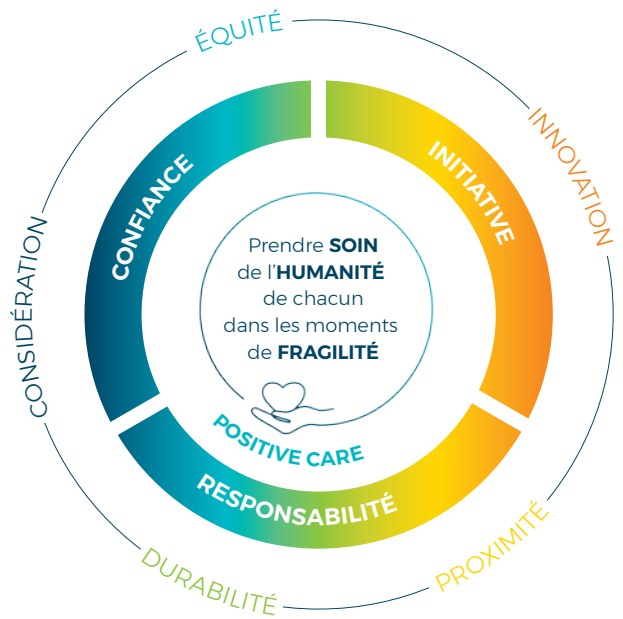 ÉQUITÉ
INNOVATION
CONFIANCE
INITIATIVE
CONSIDÉRATION
Prendre SOIN
de l'HUMANITÉ
de chacun
dans les moments
de FRAGILITÉ
POSITIVE CARE
RESPONSABILITÉ
DURABILITÉ
PROXIMITÉ